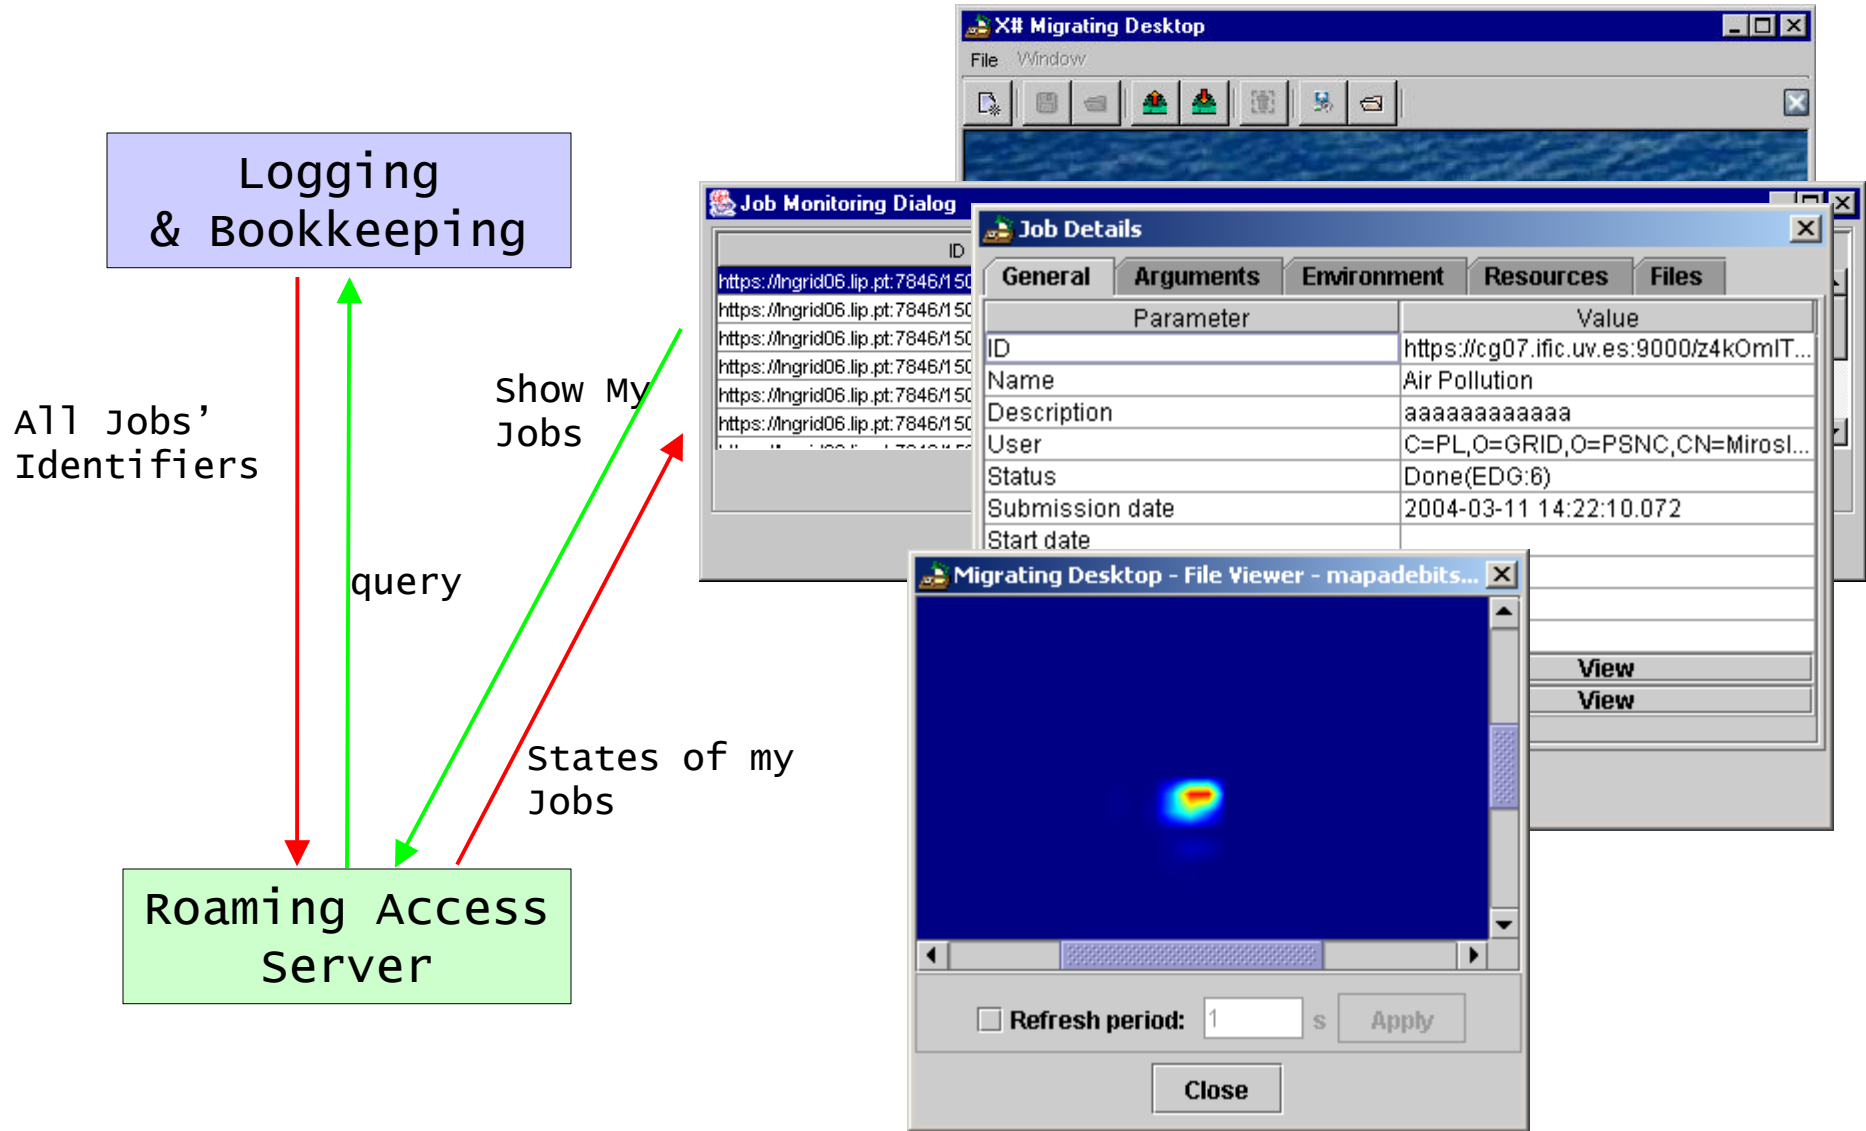 X# Migrating Desktop
File Window
Logging
& Bookkeeping
Job Monitoring Dialog
ID
https://lngrid06.lip.pt:7846/150
https://lngrid06.lip.pt:7846/150
https://lngrid06.lip.pt:7846/150
https://lngrid06.lip.pt:7846/150
https://lngrid06.lip.pt:7846/150
https://lngrid06.lip.pt:7846/150
Job Details
General Arguments Environment Resources Files
Parameter Value
ID https://cg07.ific.uv.es:9000/z4kOmIT...
Name Air Pollution
Description aaaaaaaaaaaa
User C=PL,O=GRID,O=PSNC,CN=Mirosl...
Status Done(EDG:6)
Submission date 2004-03-11 14:22:10.072
Start date
View
View
All Jobs’
Identifiers
Show My
Jobs
query
States of my
Jobs
Roaming Access
Server
Migrating Desktop - File Viewer - mapadebits...
Refresh period: 1 s Apply
Close